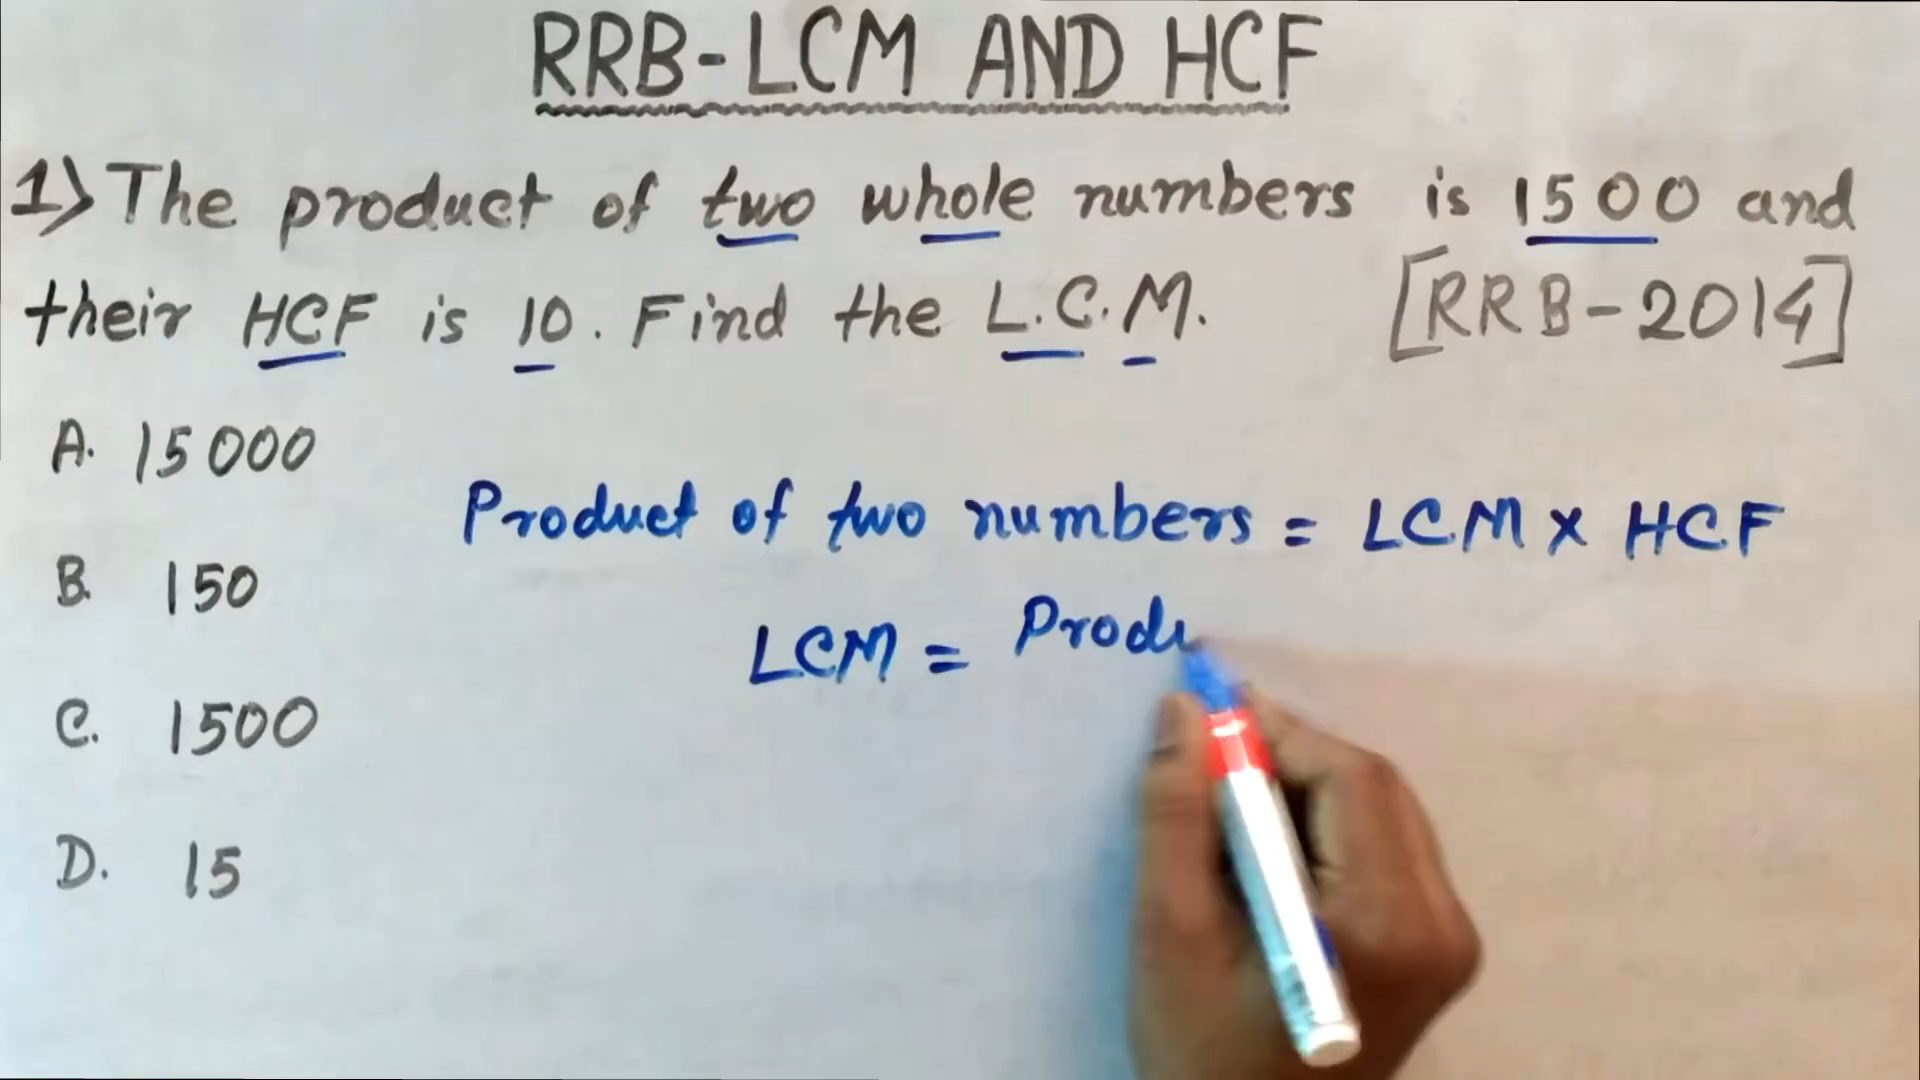 RRB-LCM AND HCF
1) The product of two whole numbers is 1500 and
their HCF is 10. Find the L.C.M. [RRB-2014]
A. 15000
Product of two numbers = LCM x HCF
B. 150
LCM = Produ
C. 1500
D. 15